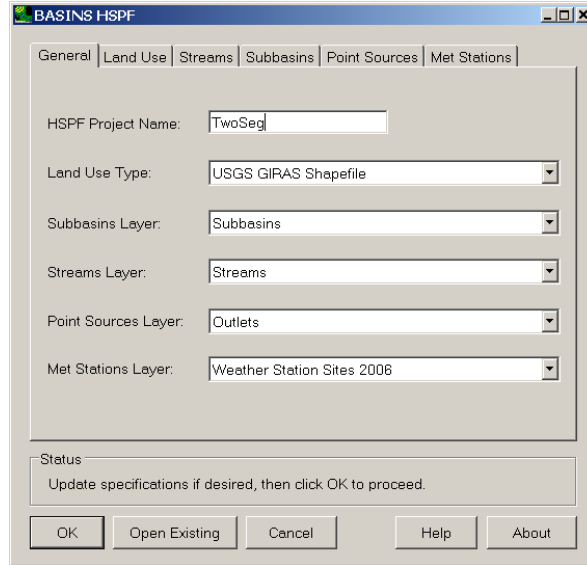 BASINS HSPF
General Land Use Streams Subbasins Point Sources Met Stations
HSPF Project Name: TwoSeg
Land Use Type: USGS GIRAS Shapefile
Subbasins Layer: Subbasins
Streams Layer: Streams
Point Sources Layer: Outlets
Met Stations Layer: Weather Station Sites 2006
Status
Update specifications if desired, then click OK to proceed.
OK Open Existing Cancel Help About